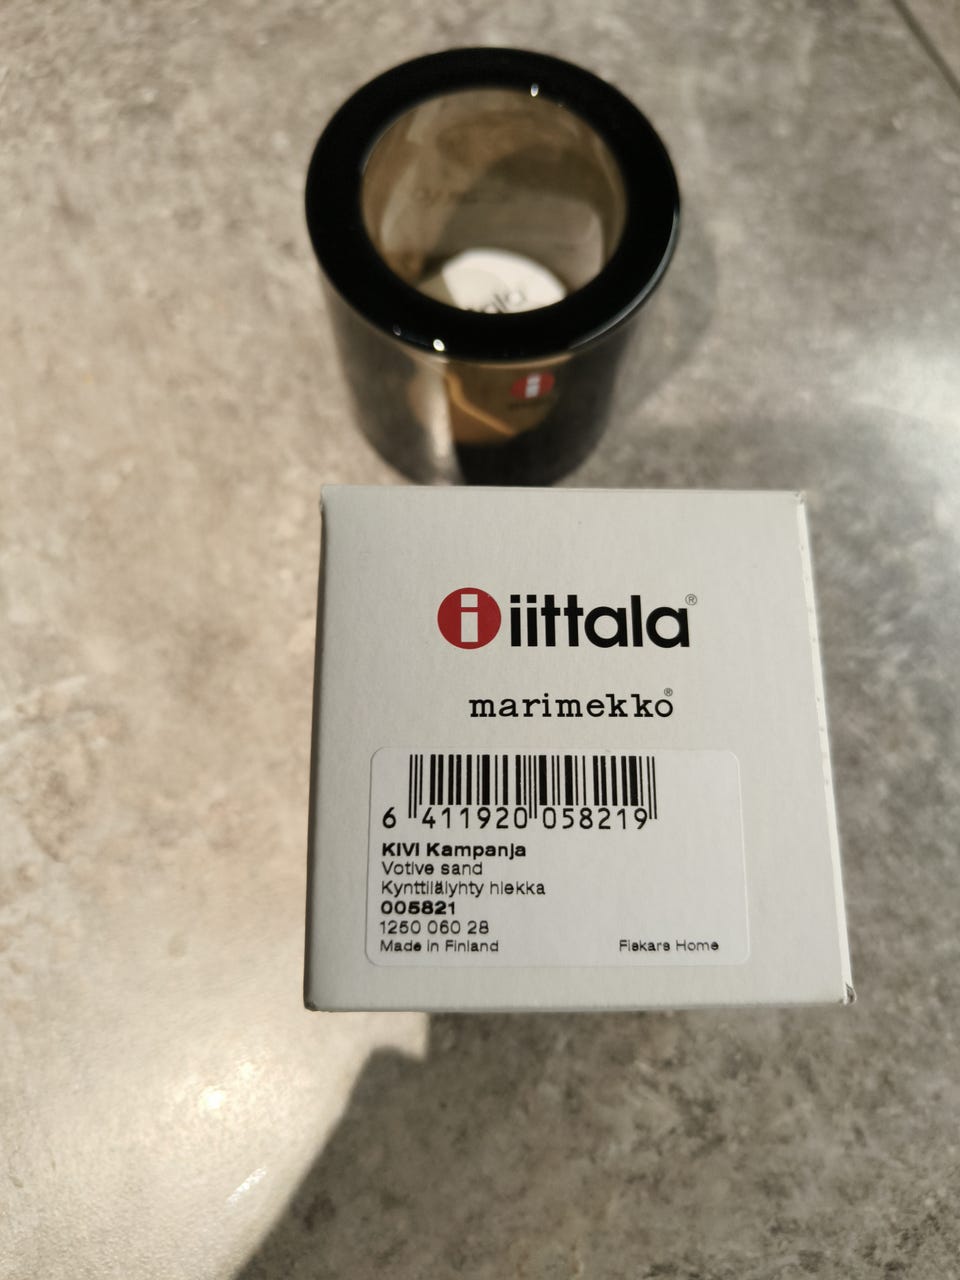 ttala
i
i iittala®
marimekko®
6 411920 058219
KIVI Kampanja
Votive sand
Kynttilälyhty hiekka
005821
1250 060 28
Made in Finland Fiskars Home